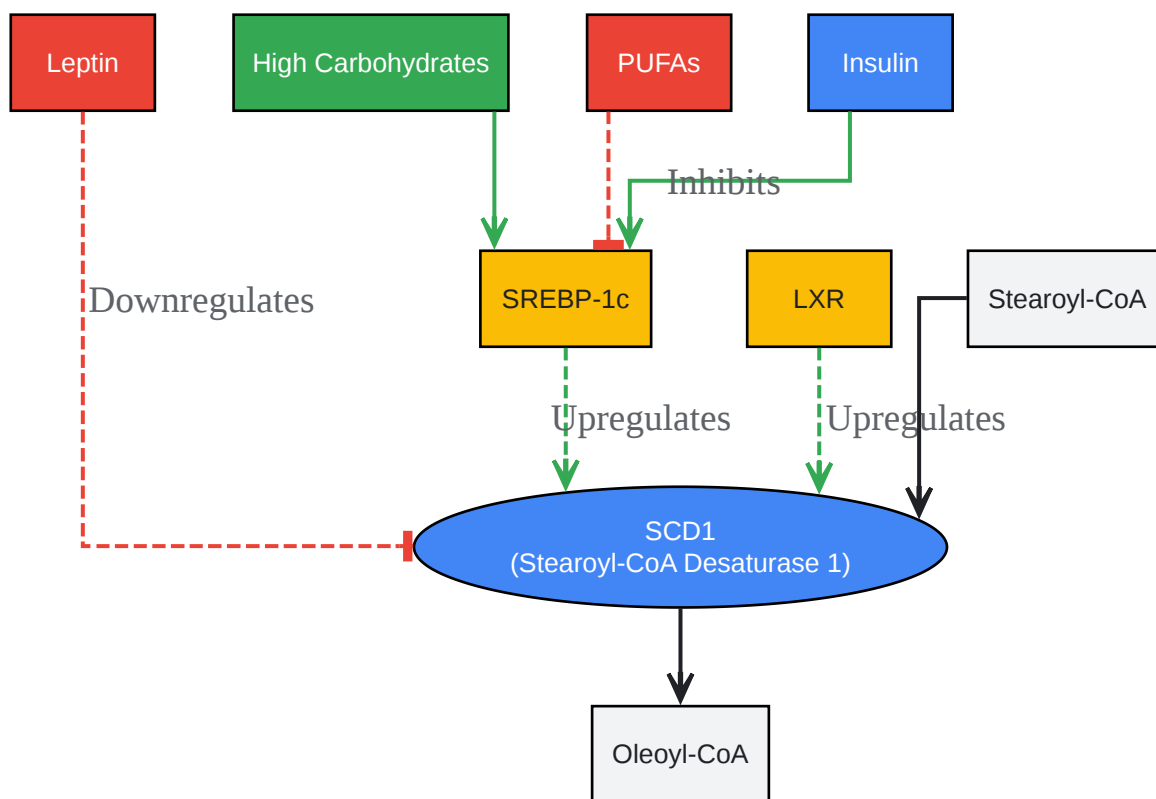 Leptin
High Carbohydrates
PUFAs
Insulin
Inhibits
Downregulates
SREBP-1c
LXR
Stearoyl-CoA
Upregulates
Upregulates
SCD1
(Stearoyl-CoA Desaturase 1)
Oleoyl-CoA